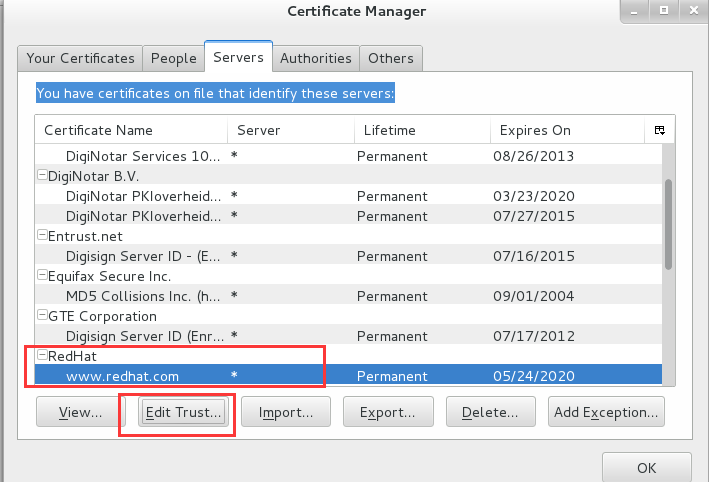 Certificate Manager
Your Certificates People Servers Authorities Others
You have certificates on file that identify these servers:
Certificate Name Server Lifetime Expires On
DigiNotar Services 10... * Permanent 08/26/2013
DigiNotar B.V.
DigiNotar PKIoverheid... * Permanent 03/23/2020
DigiNotar PKIoverheid... * Permanent 07/27/2015
Entrust.net
Digisign Server ID - (E... * Permanent 07/16/2015
Equifax Secure Inc.
MD5 Collisions Inc. (h... * Permanent 09/01/2004
GTE Corporation
Digisign Server ID (Enr... * Permanent 07/17/2012
RedHat
www.redhat.com * Permanent 05/24/2020
View... Edit Trust... Import... Export... Delete... Add Exception...
OK